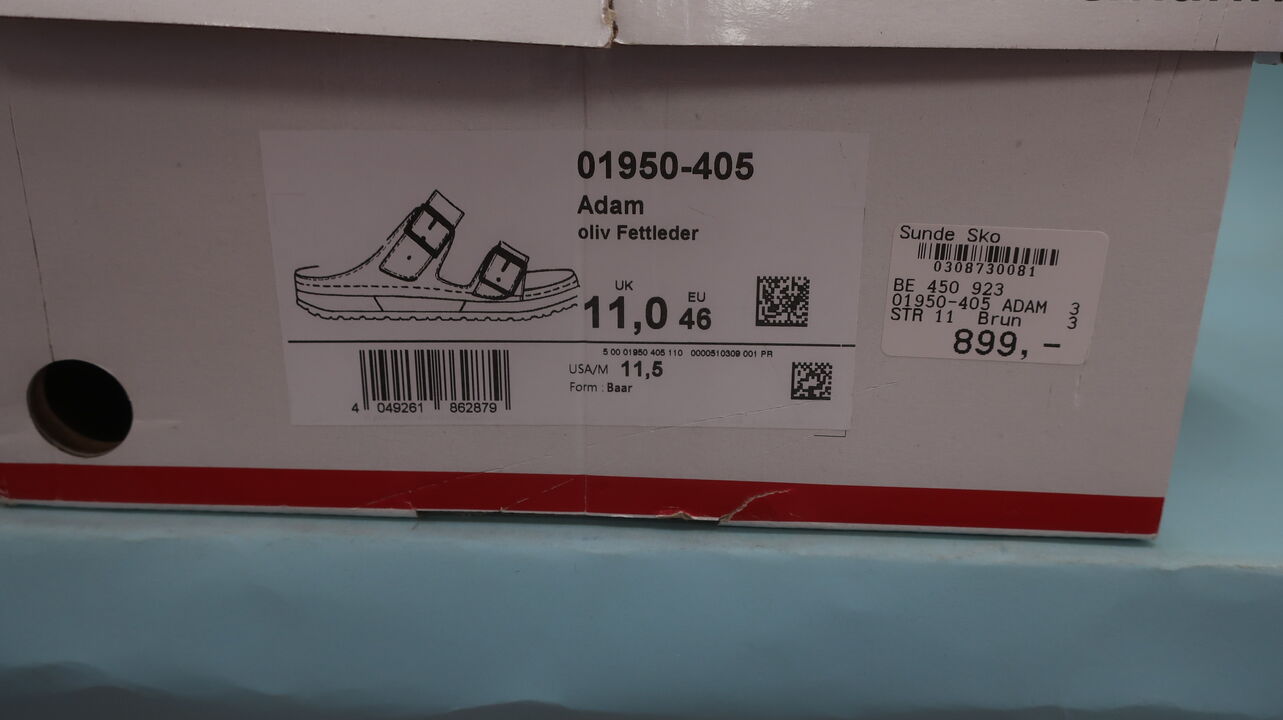 01950-405
Adam
oliv Fettleder
UK
EU
11,0 46
5 00 01950 405 110 0000510309 001 PR
USA/M 11,5
Form : Baar
4 049261 862879
Sunde Sko
0308730081
BE 450 923
01950-405 ADAM 3
STR 11 Brun 3
899,-